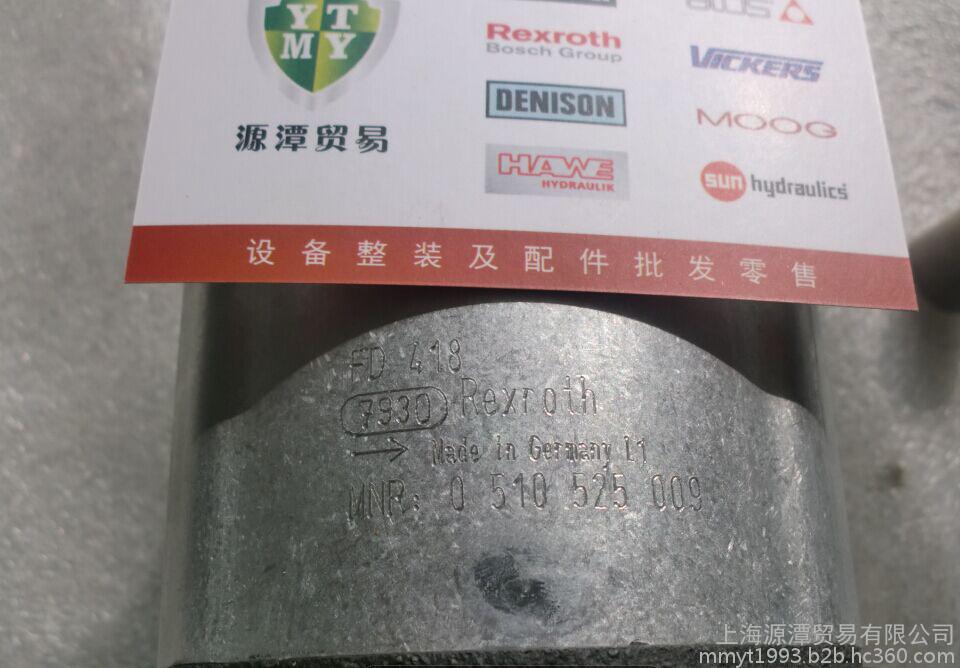 YT
MY
源潭贸易
Rexroth
Bosch Group
DENISON
HAWE
HYDRAULIK
VICKERS
MOOG
sun hydraulics
设备整装及配件批发零售
FD 418
7930 Rexroth
→ Made in Germany L1
MNR: 0 510 525 009
上海源潭贸易有限公司
mmyt1993.b2b.hc360.com